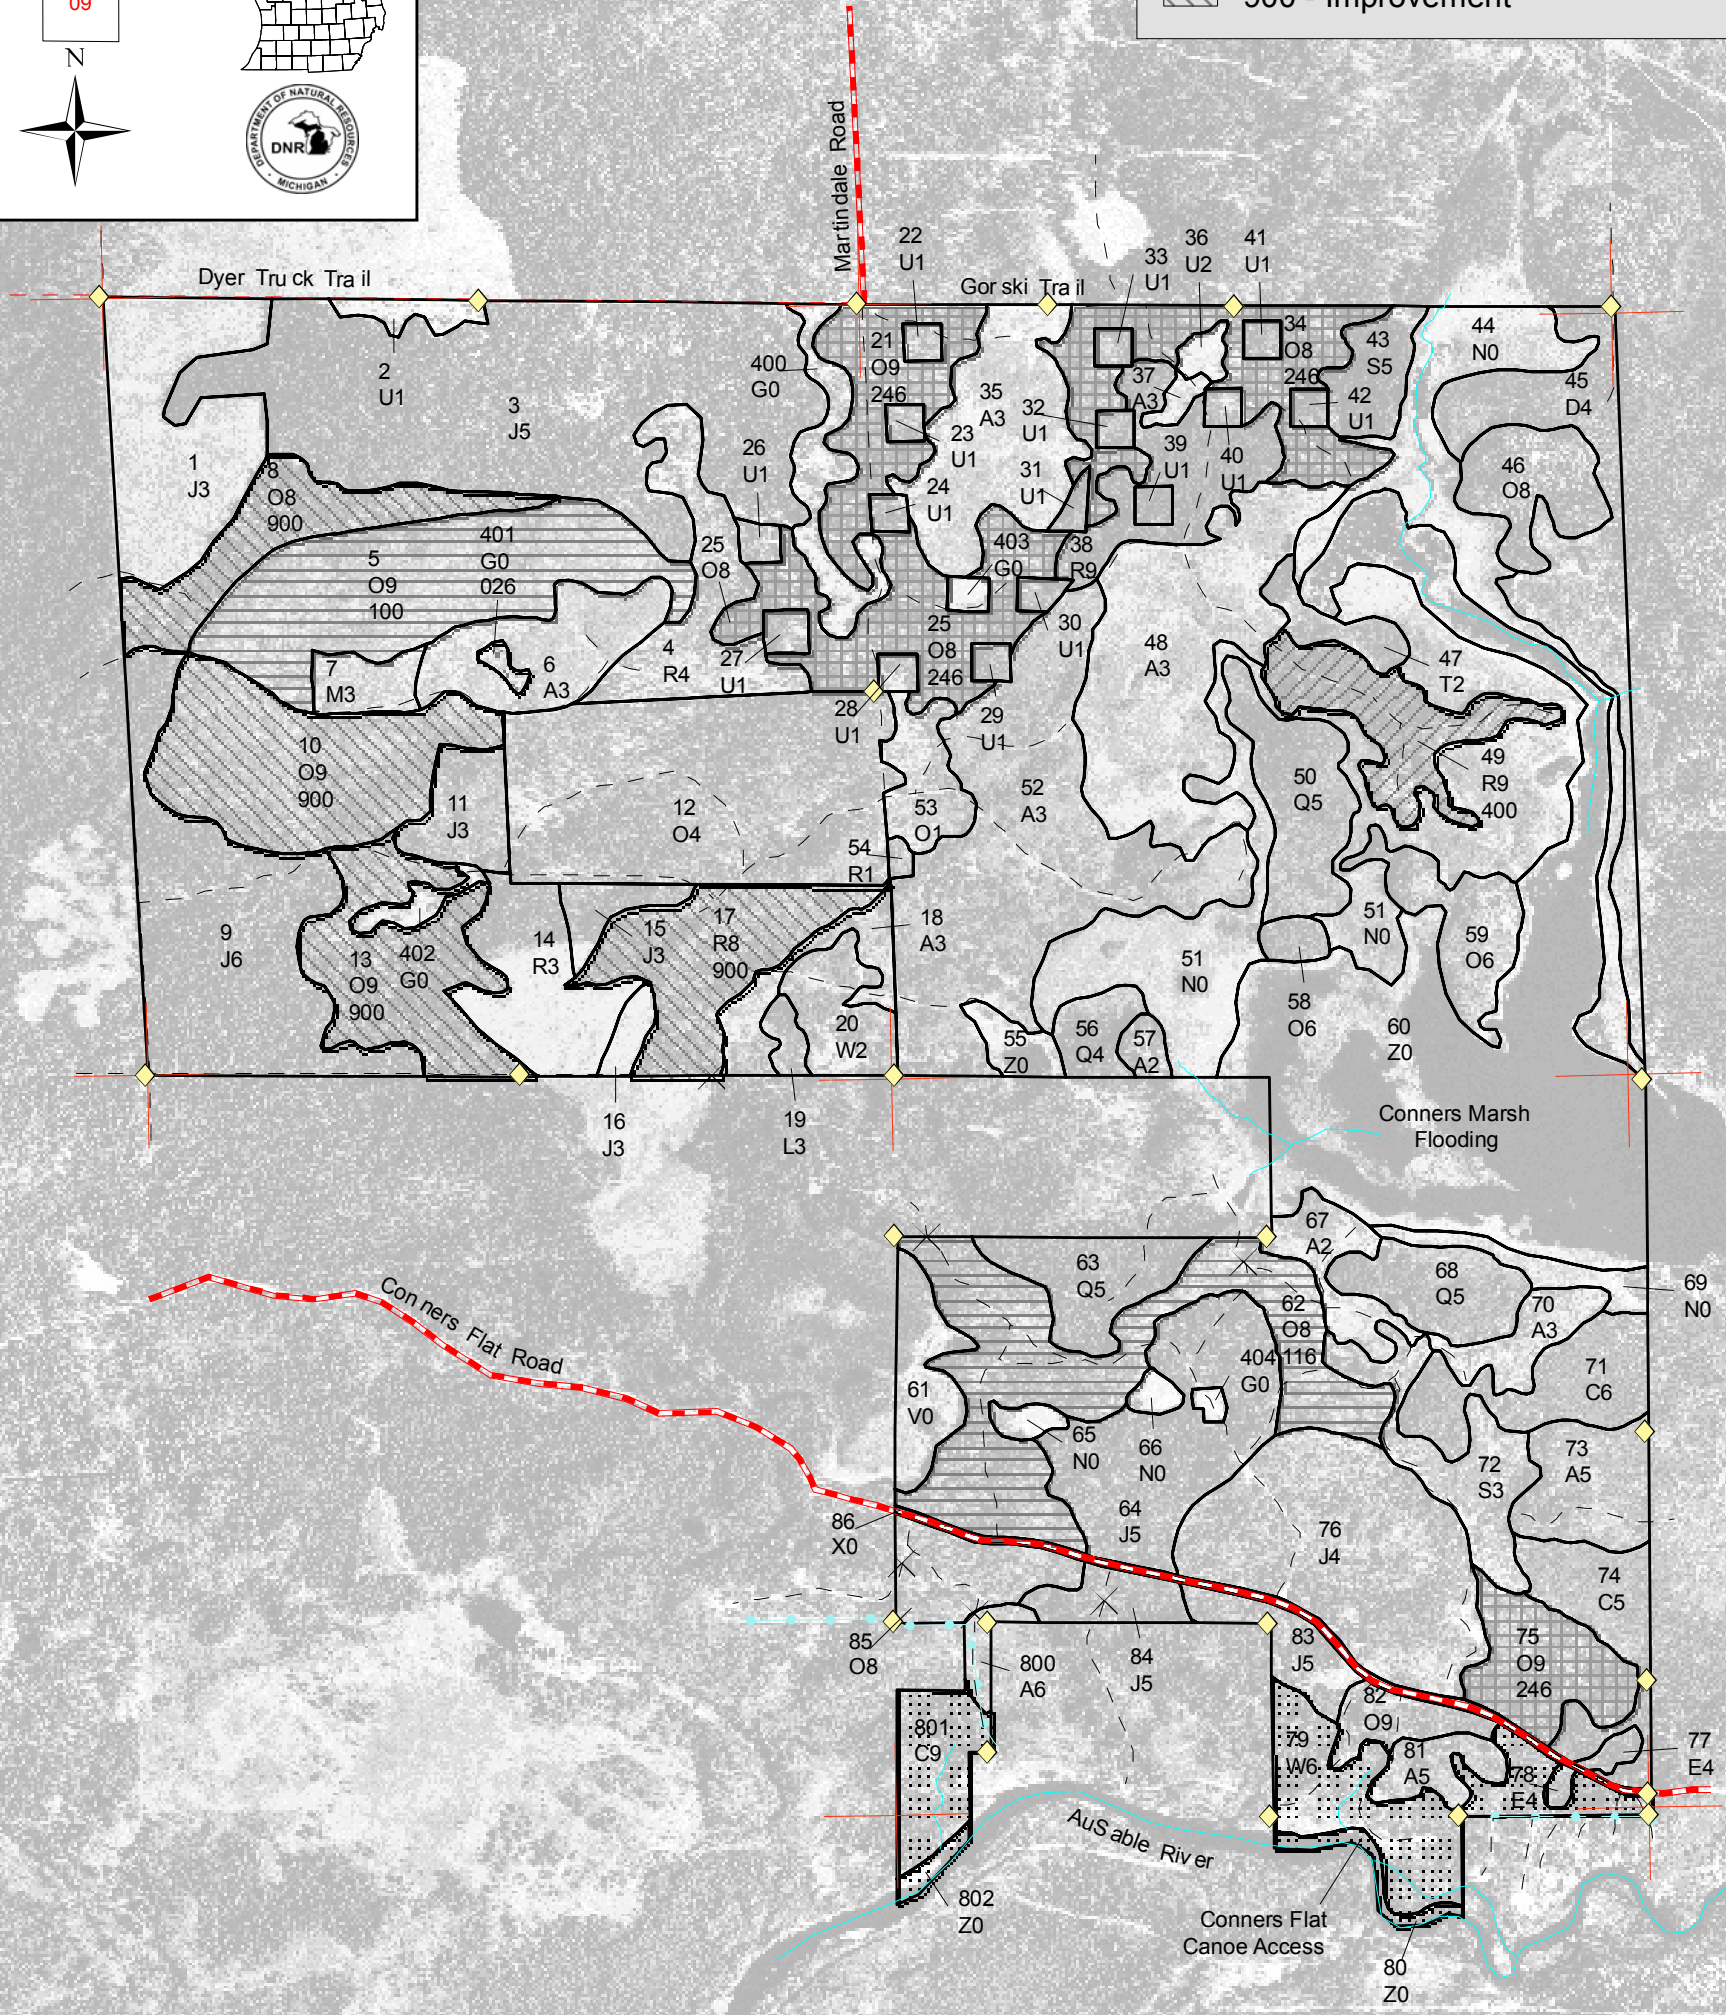 09
900 - Improvement
N
DEPARTMENT OF NATURAL RESOURCES
DNR
MICHIGAN
Martindale Road
Dyer Truck Trail
Gorski Trail
22
U1
33
U1
36
U2
41
U1
2
U1
3
J5
400
G0
21
O9
246
35
A3
37
A3
34
O8
246
43
S5
44
N0
45
D4
42
U1
32
U1
23
U1
39
U1
40
U1
26
U1
31
U1
24
U1
46
O8
1
J3
8
O8
900
401
G0
026
5
O9
100
25
O8
403
G0
38
R9
7
M3
6
A3
4
R4
27
U1
25
O8
246
30
U1
48
A3
47
T2
28
U1
29
U1
10
O9
900
11
J3
12
O4
53
O1
52
A3
50
Q5
49
R9
400
54
R1
9
J6
402
G0
13
O9
900
14
R3
15
J3
17
R8
900
18
A3
51
N0
51
N0
59
O6
58
O6
60
Z0
20
W2
55
Z0
56
Q4
57
A2
16
J3
19
L3
Conners Marsh
Flooding
67
A2
63
Q5
68
Q5
69
N0
70
A3
62
O8
116
404
G0
71
C6
61
V0
65
N0
66
N0
73
A5
72
S3
Conners Flat Road
86
X0
64
J5
76
J4
74
C5
85
O8
800
A6
84
J5
83
J5
75
O9
246
82
O9
801
C9
79
W6
81
A5
78
E4
77
E4
AuSable River
802
Z0
Conners Flat
Canoe Access
80
Z0